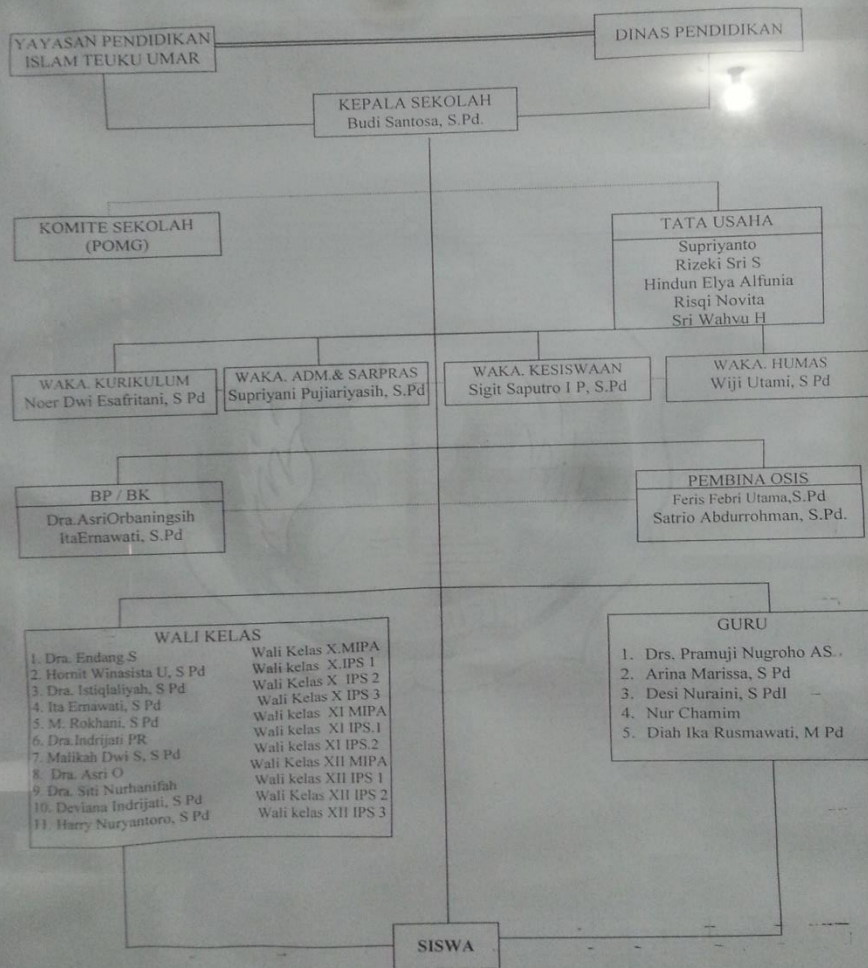 YAYASAN PENDIDIKAN
ISLAM TEUKU UMAR
DINAS PENDIDIKAN
KEPALA SEKOLAH
Budi Santosa, S.Pd.
KOMITE SEKOLAH
(POMG)
TATA USAHA
Supriyanto
Rizeki Sri S
Hindun Elya Alfunia
Risqi Novita
Sri Wahyu H
WAKA. KURIKULUM
Noer Dwi Esafritani, S Pd
WAKA. ADM.& SARPRAS
Supriyani Pujiariyasih, S.Pd
WAKA. KESISWAAN
Sigit Saputro I P, S.Pd
WAKA. HUMAS
Wiji Utami, S Pd
BP / BK
Dra.AsriOrbaningsih
ItaErnawati, S.Pd
PEMBINA OSIS
Feris Febri Utama,S.Pd
Satrio Abdurrohman, S.Pd.
WALI KELAS
1. Dra. Endang S Wali Kelas X.MIPA
2. Hornit Winasista U, S Pd Wali kelas X.IPS 1
3. Dra. Istiqlaliyah, S Pd Wali Kelas X IPS 2
4. Ita Ernawati, S Pd Wali Kelas X IPS 3
5. M. Rokhani, S Pd Wali kelas XI MIPA
6. Dra.Indrijati PR Wali kelas XI IPS.1
7. Malikah Dwi S, S Pd Wali kelas XI IPS.2
8. Dra. Asri O Wali Kelas XII MIPA
9. Dra. Siti Nurhanifah Wali kelas XII IPS 1
10. Deviana Indrijati, S Pd Wali Kelas XII IPS 2
11. Harry Nuryantoro, S Pd Wali kelas XII IPS 3
GURU
1. Drs. Pramuji Nugroho AS
2. Arina Marissa, S Pd
3. Desi Nuraini, S PdI
4. Nur Chamim
5. Diah Ika Rusmawati, M Pd
SISWA